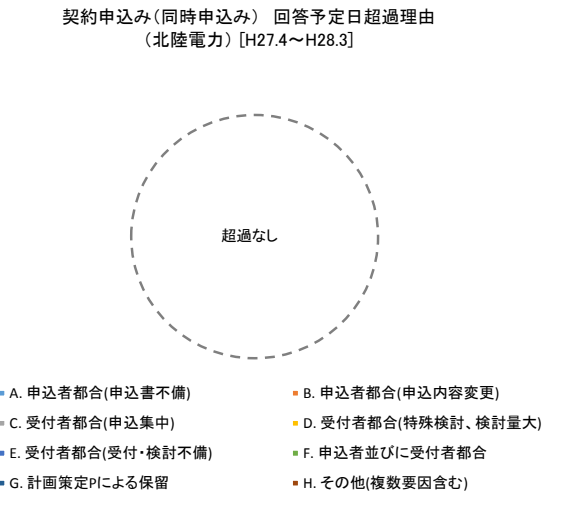 契約申込み(同時申込み) 回答予定日超過理由
(北陸電力) [H27.4～H28.3]
超過なし
A. 申込者都合(申込書不備)
B. 申込者都合(申込内容変更)
C. 受付者都合(申込集中)
D. 受付者都合(特殊検討、検討量大)
E. 受付者都合(受付・検討不備)
F. 申込者並びに受付者都合
G. 計画策定Pによる保留
H. その他(複数要因含む)